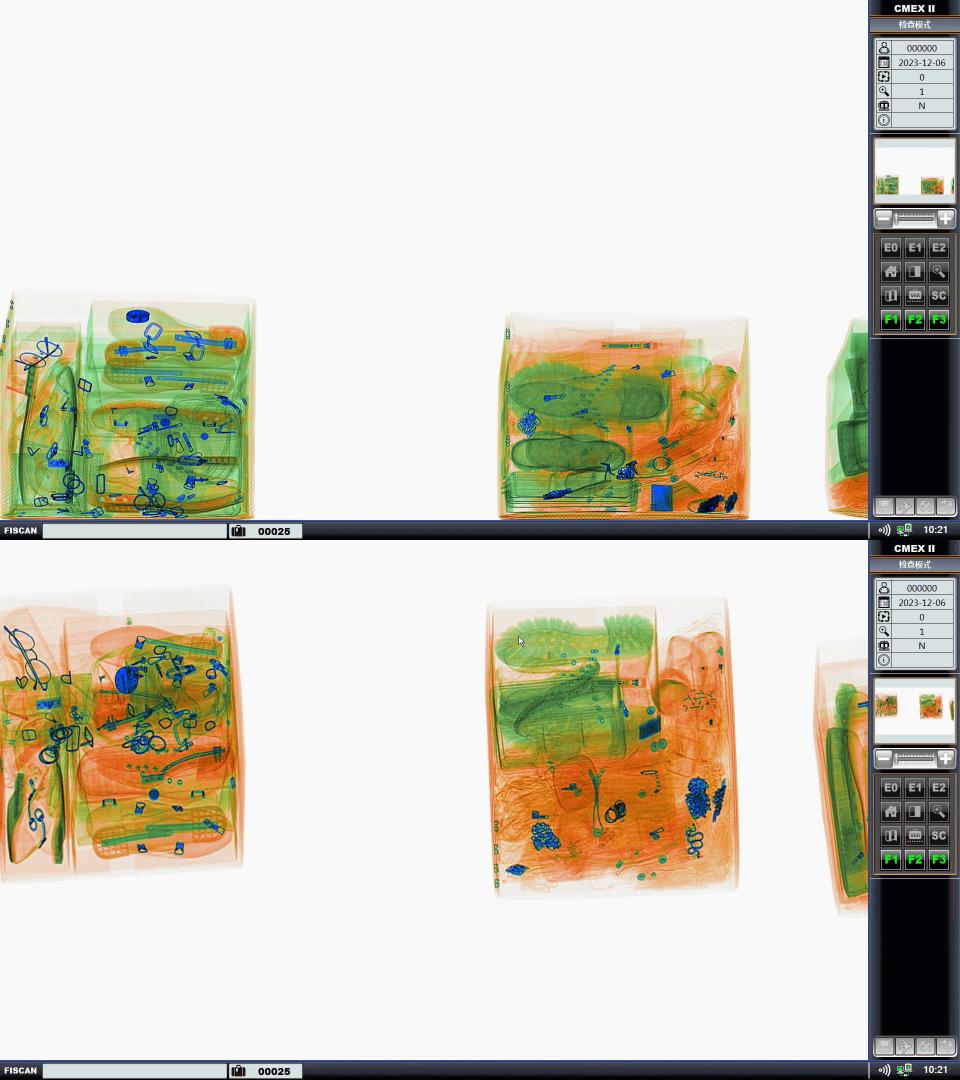 CMEX II
检查模式
000000
2023-12-06
0
1
N
E0 E1 E2
VAR SC
F1 F2 F3
FISCAN 00025 10:21
CMEX II
检查模式
000000
2023-12-06
0
1
N
E0 E1 E2
VAR SC
F1 F2 F3
FISCAN 00025 10:21